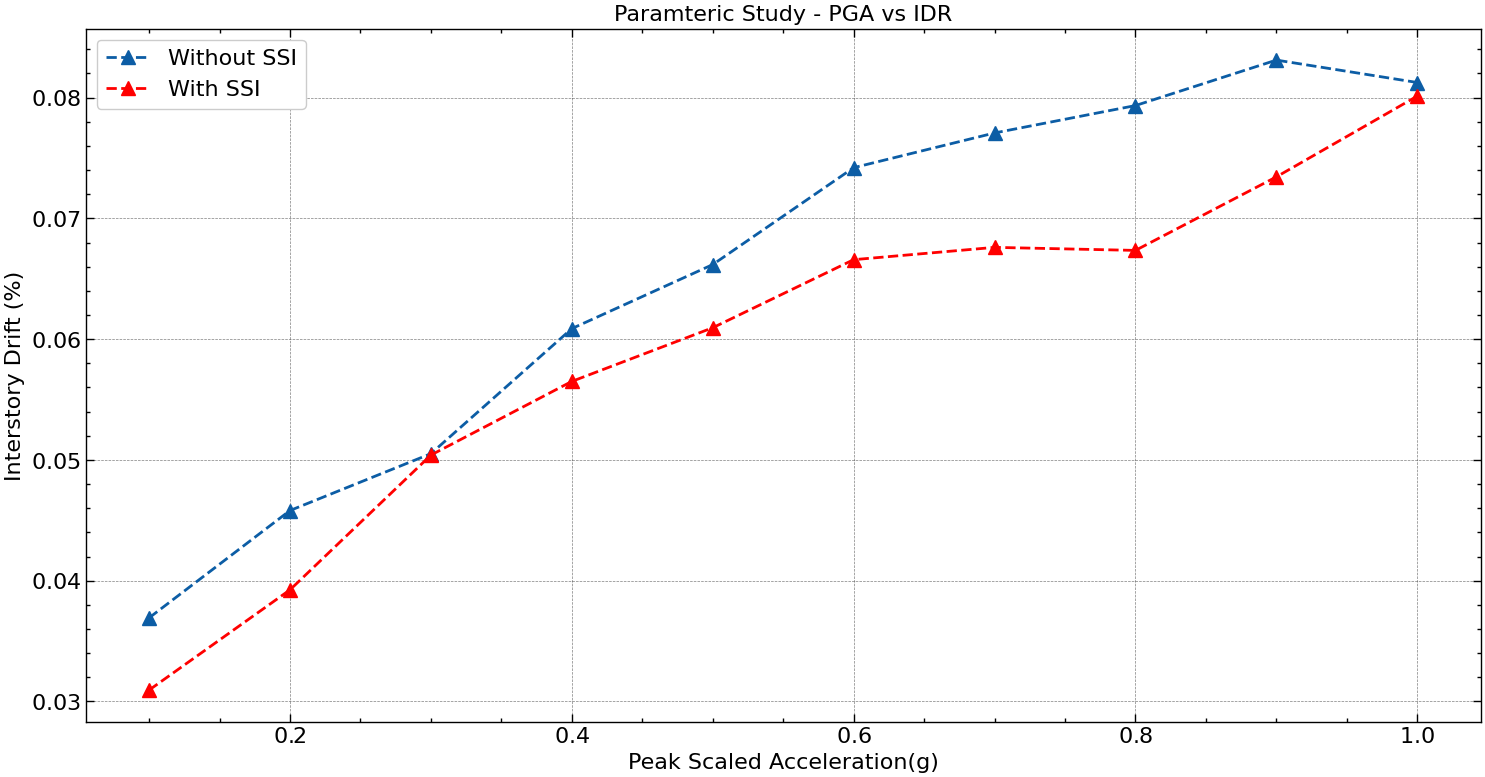 Paramteric Study - PGA vs IDR
Without SSI
With SSI
0.08
0.07
0.06
0.05
0.04
0.03
Interstory Drift (%)
0.2 0.4 0.6 0.8 1.0
Peak Scaled Acceleration(g)